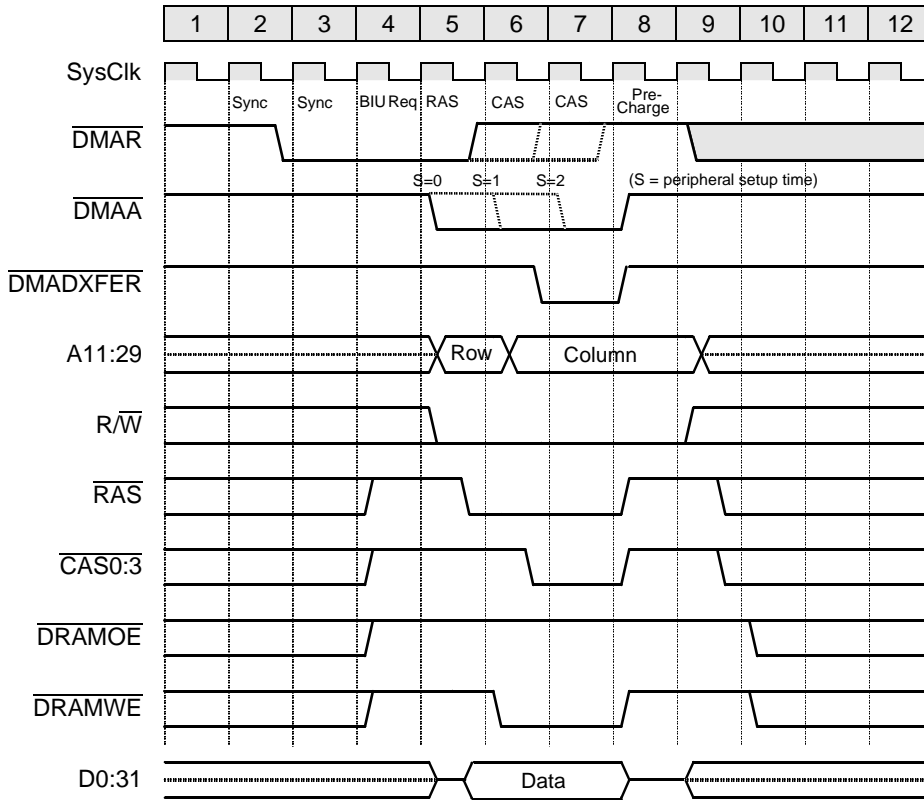 1 2 3 4 5 6 7 8 9 10 11 12
SysClk
Sync Sync BIU Req RAS CAS CAS Pre-Charge
DMAR
S=0 S=1 S=2 (S = peripheral setup time)
DMAA
DMADXFER
A11:29 Row Column
R/W
RAS
CAS0:3
DRAMOE
DRAMWE
D0:31 Data